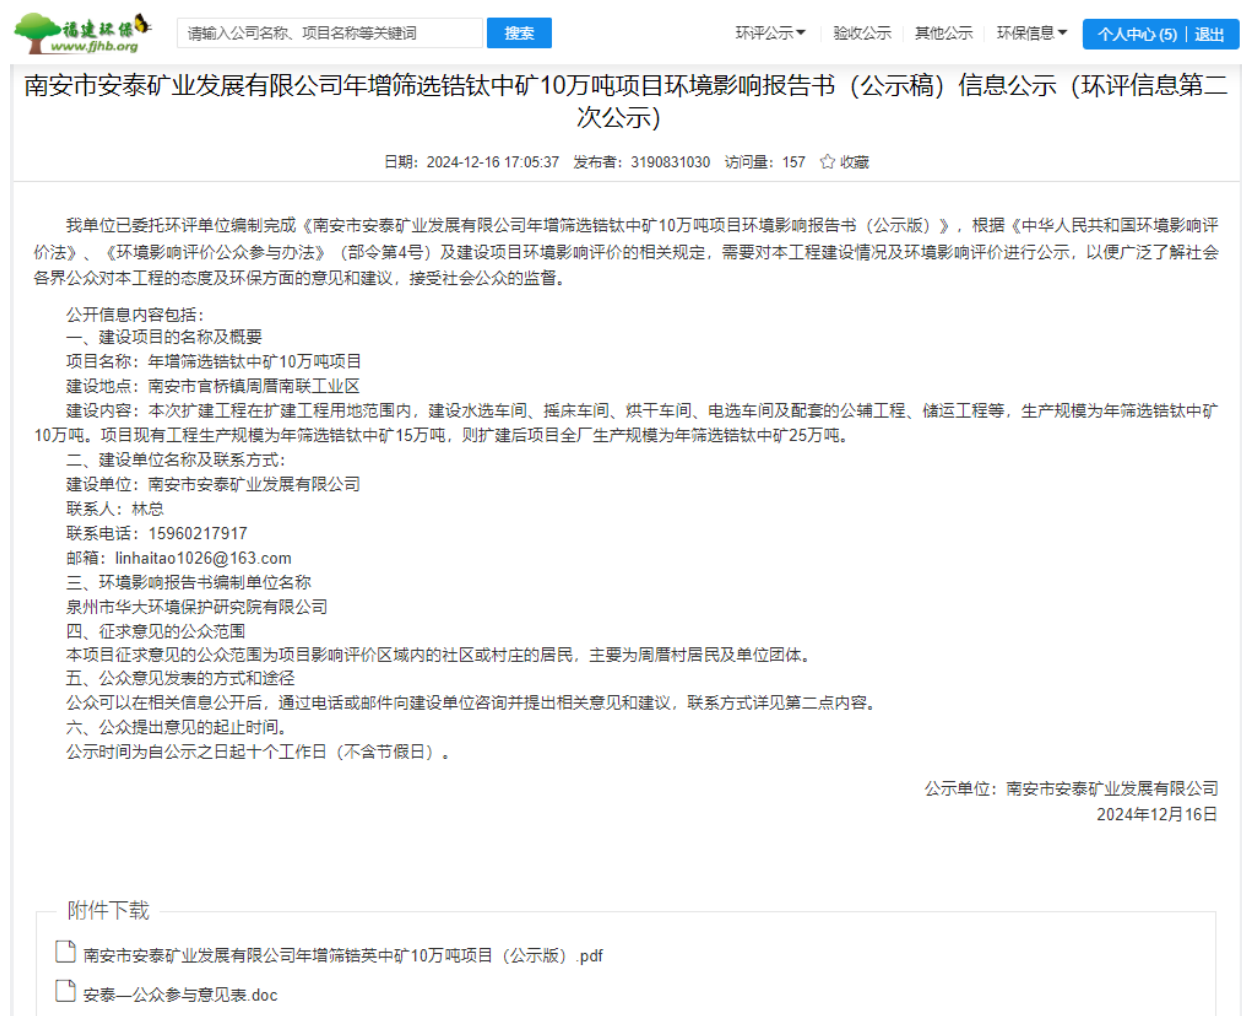 福建环保
www.fjhb.org
请输入公司名称、项目名称等关键词
搜索
环评公示 验收公示 其他公示 环保信息 个人中心 (5) | 退出
南安市安泰矿业发展有限公司年增筛选锆钛中矿10万吨项目环境影响报告书（公示稿）信息公示（环评信息第二
次公示）
日期：2024-12-16 17:05:37 发布者：3190831030 访问量：157 收藏
我单位已委托环评单位编制完成《南安市安泰矿业发展有限公司年增筛选锆钛中矿10万吨项目环境影响报告书（公示版）》，根据《中华人民共和国环境影响评
价法》、《环境影响评价公众参与办法》（部令第4号）及建设项目环境影响评价的相关规定，需要对本工程建设情况及环境影响评价进行公示，以便广泛了解社会
各界公众对本工程的态度及环保方面的意见和建议，接受社会公众的监督。
公开信息内容包括：
一、建设项目的名称及概要
项目名称：年增筛选锆钛中矿10万吨项目
建设地点：南安市官桥镇周厝南联工业区
建设内容：本次扩建工程在扩建工程用地范围内，建设水选车间、摇床车间、烘干车间、电选车间及配套的公辅工程、储运工程等，生产规模为年筛选锆钛中矿
10万吨。项目现有工程生产规模为年筛选锆钛中矿15万吨，则扩建后项目全厂生产规模为年筛选锆钛中矿25万吨。
二、建设单位名称及联系方式：
建设单位：南安市安泰矿业发展有限公司
联系人：林总
联系电话：15960217917
邮箱：linhaitao1026@163.com
三、环境影响报告书编制单位名称
泉州市华大环境保护研究院有限公司
四、征求意见的公众范围
本项目征求意见的公众范围为项目影响评价区域内的社区或村庄的居民，主要为周厝村居民及单位团体。
五、公众意见发表的方式和途径
公众可以在相关信息公开后，通过电话或邮件向建设单位咨询并提出相关意见和建议，联系方式详见第二点内容。
六、公众提出意见的起止时间。
公示时间为自公示之日起十个工作日（不含节假日）。
公示单位：南安市安泰矿业发展有限公司
2024年12月16日
附件下载
南安市安泰矿业发展有限公司年增筛锆英中矿10万吨项目（公示版）.pdf
安泰—公众参与意见表.doc